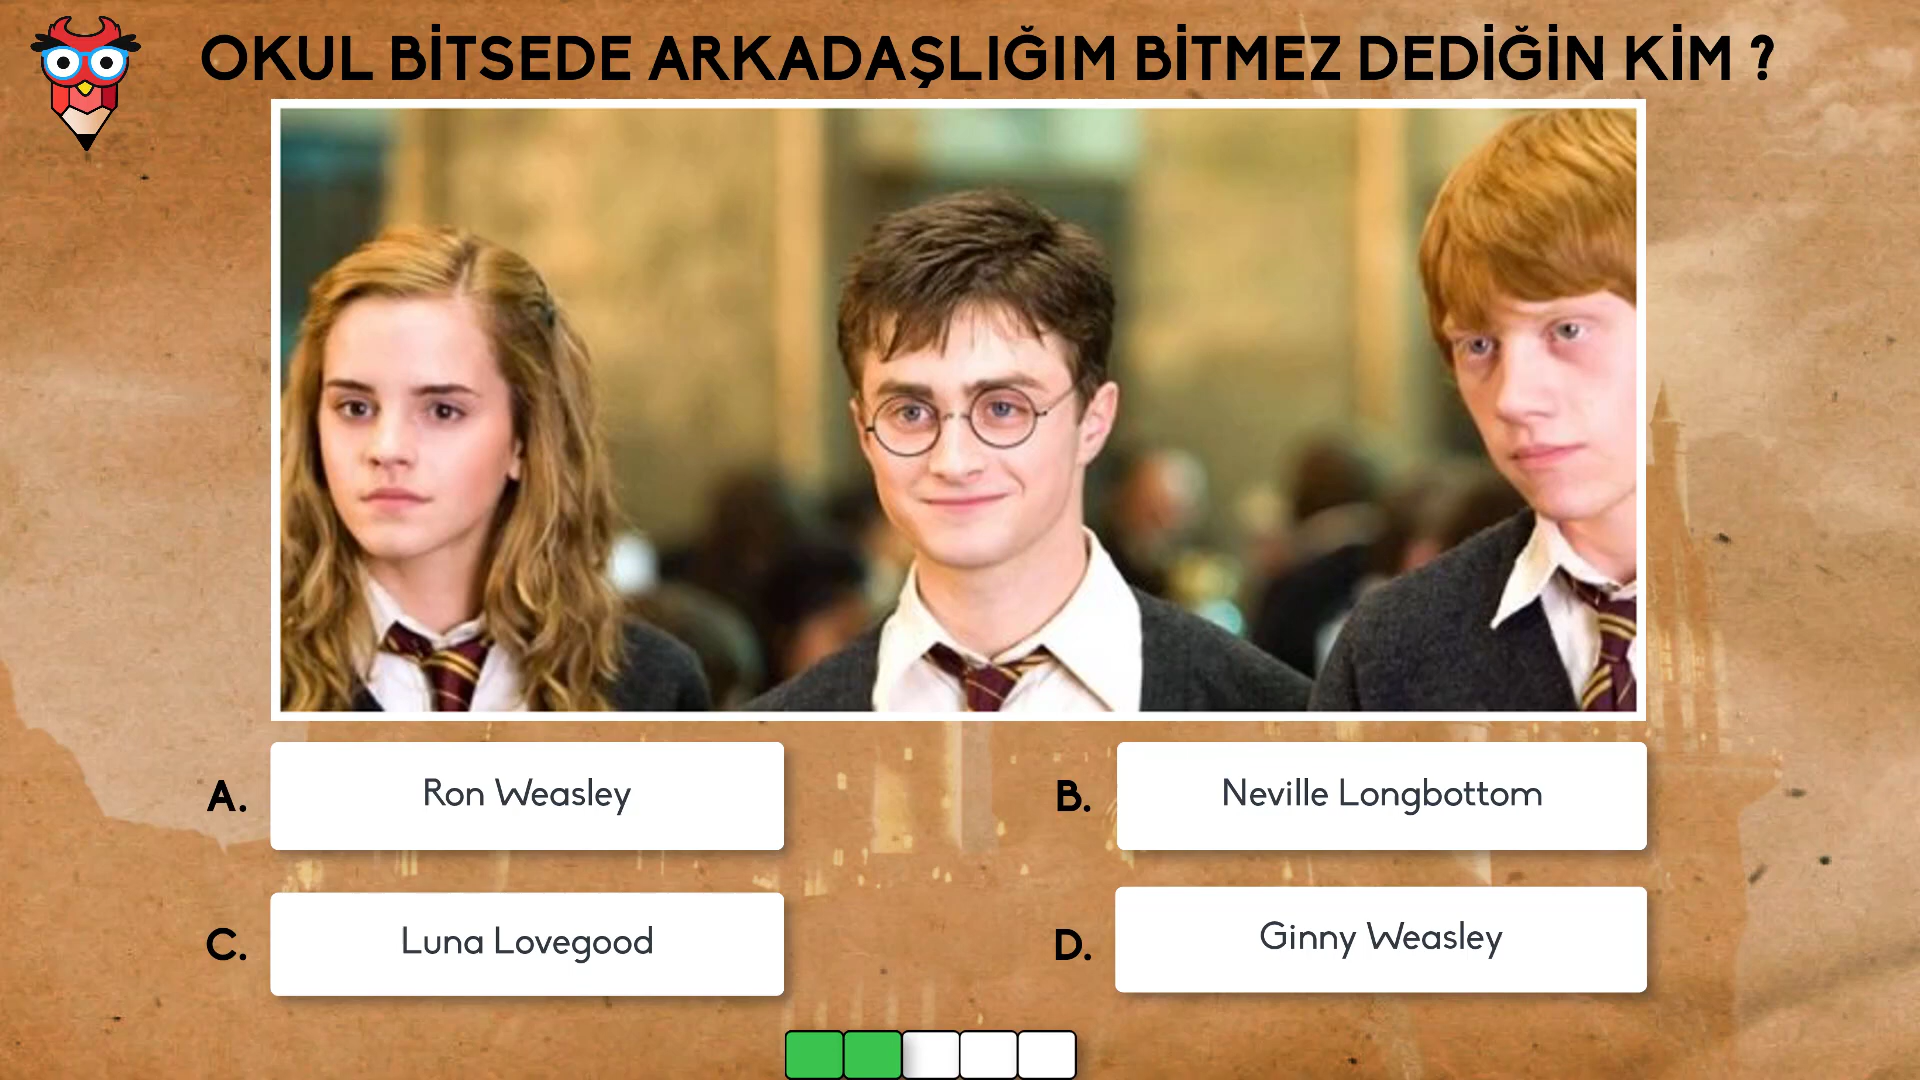 OKUL BİTSEDE ARKADAŞLIĞIM BİTMEZ DEDİĞİN KİM ?
A. Ron Weasley
B. Neville Longbottom
C. Luna Lovegood
D. Ginny Weasley